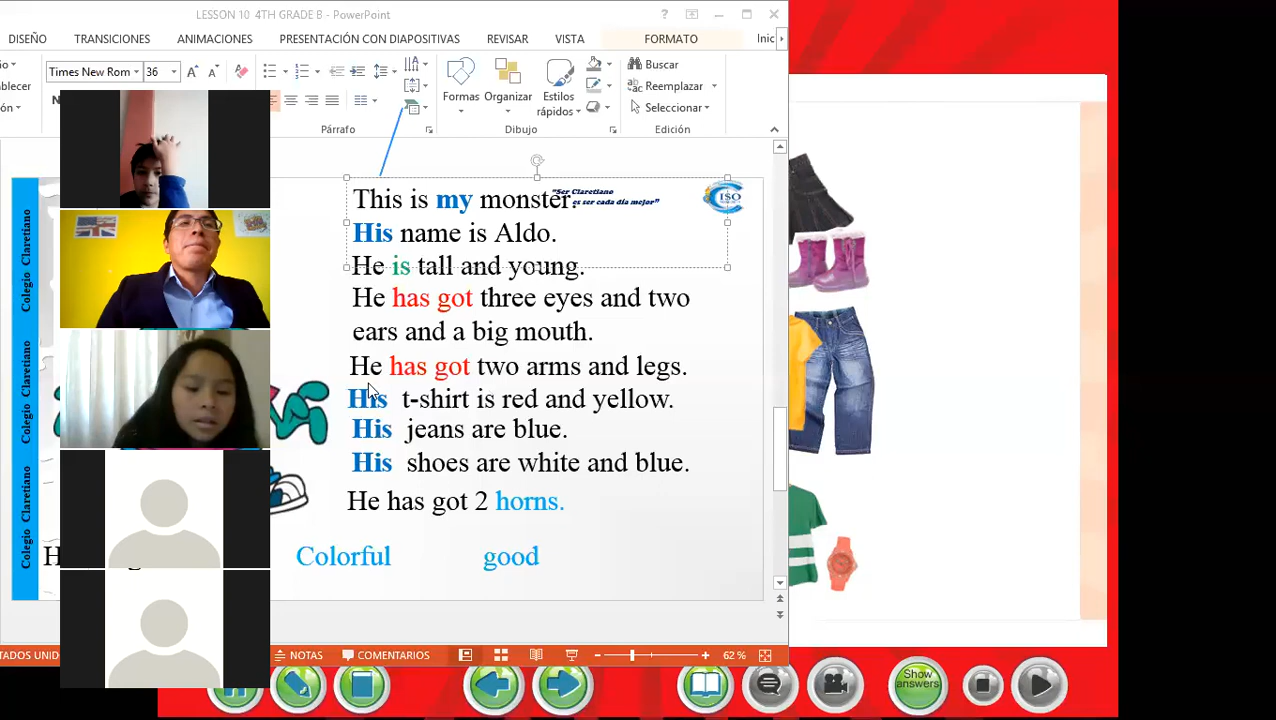 LESSON 10 4TH GRADE B - PowerPoint
DISEÑO TRANSICIONES ANIMACIONES PRESENTACIÓN CON DIAPOSITIVAS REVISAR VISTA FORMATO Inic
Times New Rom 36
Formas Organizar Estilos rápidos
Buscar
Reemplazar
Seleccionar
Párrafo Dibujo Edición
"Ser Claretiano
es ser cada día mejor"
ISO
This is my monster.
His name is Aldo.
He is tall and young.
He has got three eyes and two
ears and a big mouth.
He has got two arms and legs.
His t-shirt is red and yellow.
His jeans are blue.
His shoes are white and blue.
He has got 2 horns.
Colorful good
Colegio Claretiano Colegio Claretiano Colegio Claretiano
NOTAS COMENTARIOS 62 %
Show answers